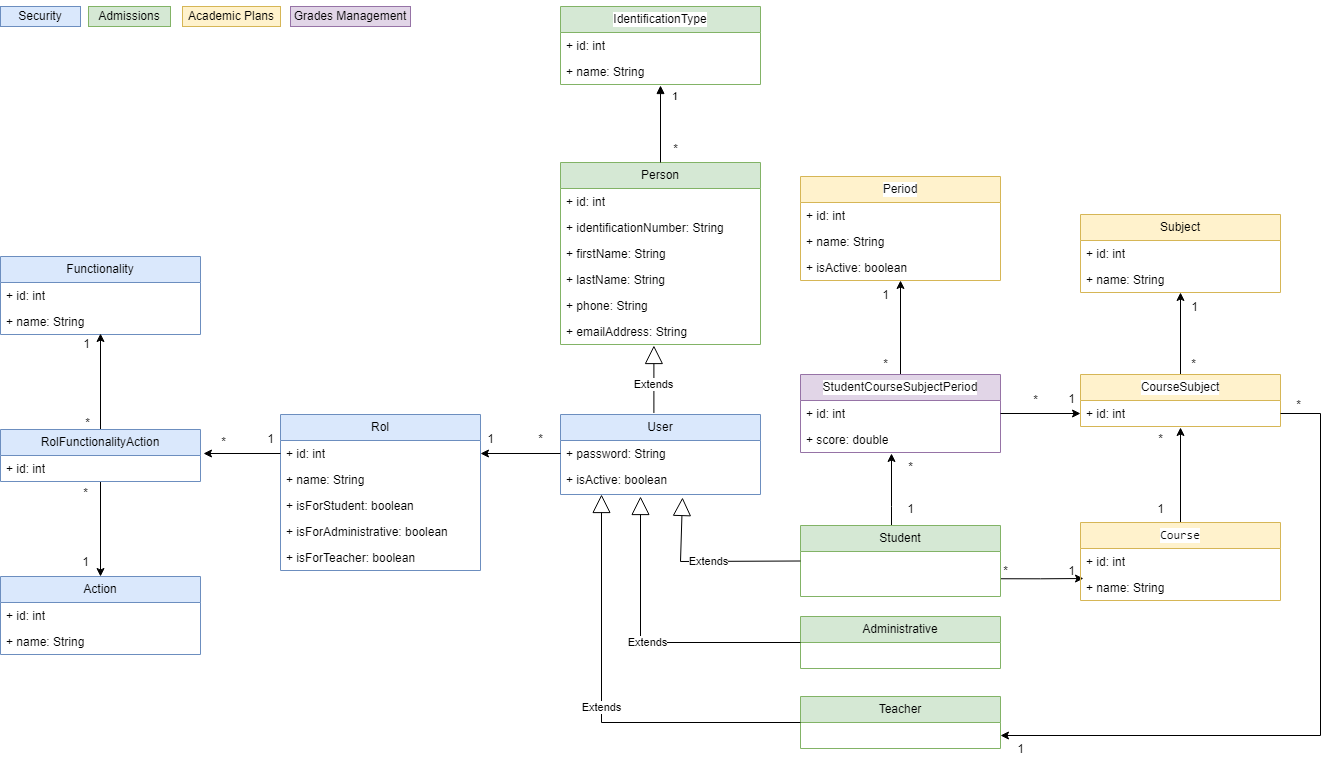 Security
Admissions
Academic Plans
Grades Management
IdentificationType
+ id: int
+ name: String
1
*
Person
+ id: int
+ identificationNumber: String
+ firstName: String
+ lastName: String
+ phone: String
+ emailAddress: String
Extends
Period
+ id: int
+ name: String
+ isActive: boolean
1
*
Subject
+ id: int
+ name: String
1
*
Functionality
+ id: int
+ name: String
1
*
RolFunctionalityAction
+ id: int
*
1
*
1
Action
+ id: int
+ name: String
Rol
+ id: int
+ name: String
+ isForStudent: boolean
+ isForAdministrative: boolean
+ isForTeacher: boolean
1
*
User
+ password: String
+ isActive: boolean
StudentCourseSubjectPeriod
+ id: int
+ score: double
*
1
CourseSubject
+ id: int
*
*
1
*
1
Student
Extends
*
1
Course
+ id: int
+ name: String
Administrative
Extends
Teacher
Extends
1